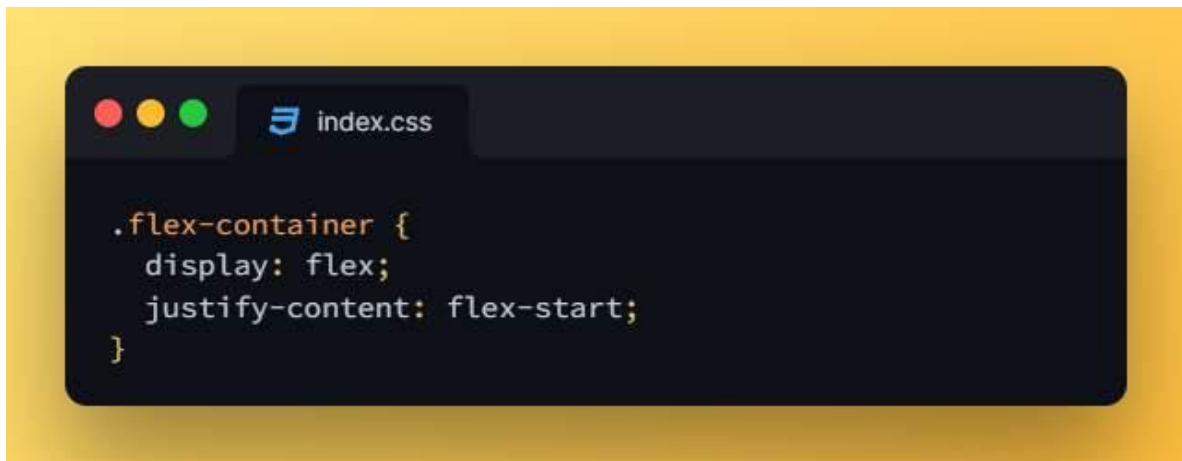 index.css
.flex-container {
  display: flex;
  justify-content: flex-start;
}